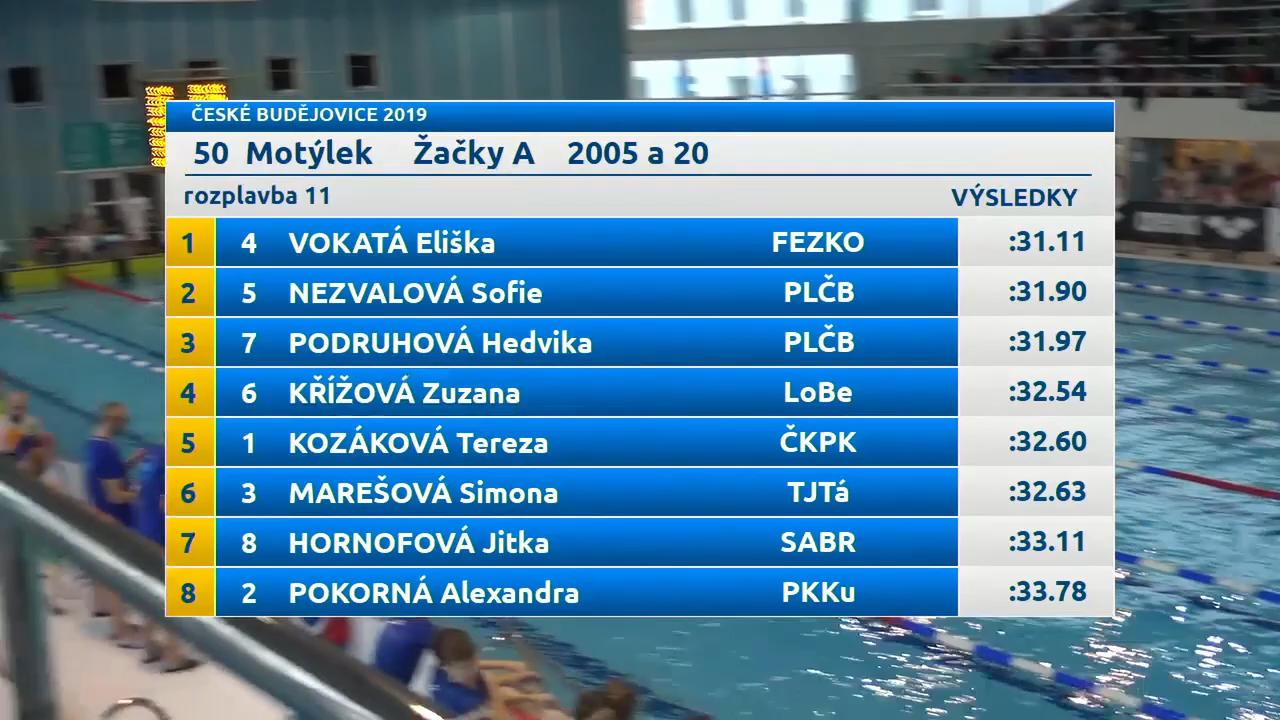 ČESKÉ BUDĚJOVICE 2019
50 Motýlek Žačky A 2005 a 20
rozplavba 11 VÝSLEDKY
1 4 VOKATÁ Eliška FEZKO :31.11
2 5 NEZVALOVÁ Sofie PLČB :31.90
3 7 PODRUHOVÁ Hedvika PLČB :31.97
4 6 KŘÍŽOVÁ Zuzana LoBe :32.54
5 1 KOZÁKOVÁ Tereza ČKPK :32.60
6 3 MAREŠOVÁ Simona TJTá :32.63
7 8 HORNOFOVÁ Jitka SABR :33.11
8 2 POKORNÁ Alexandra PKKu :33.78